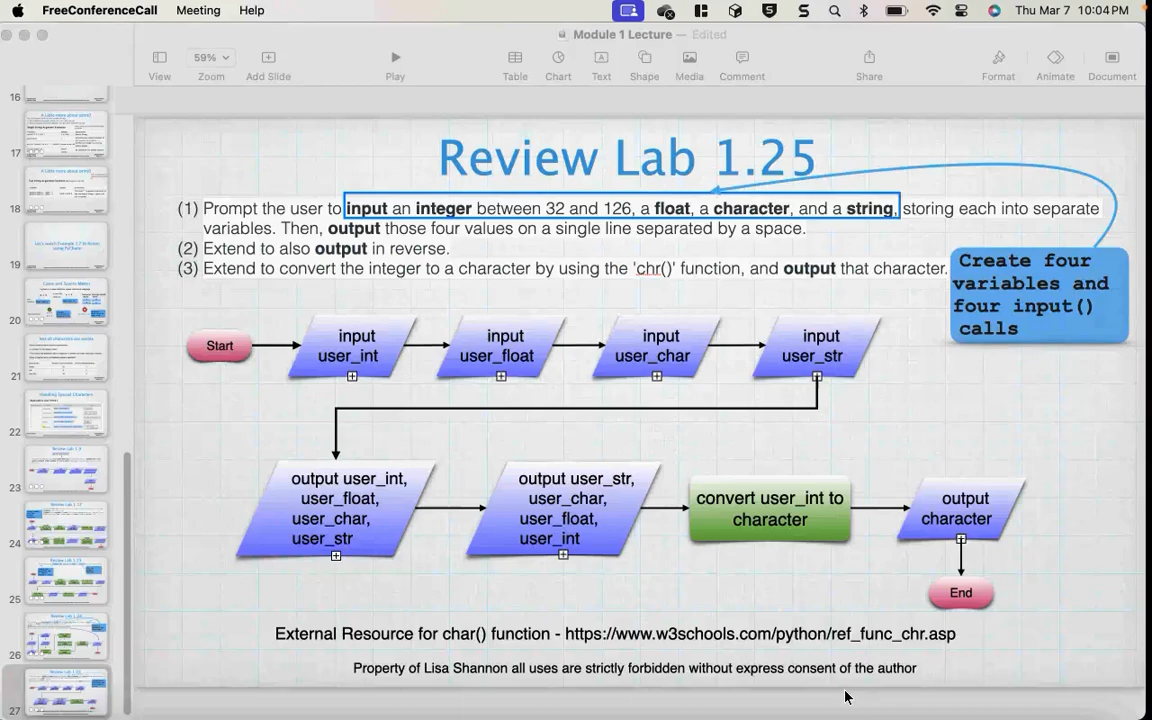 FreeConferenceCall Meeting Help Thu Mar 7 10:04 PM
Module 1 Lecture — Edited
59%
View Zoom Add Slide Play Table Chart Text Shape Media Comment Share Format Animate Document
16
17
18
19
20
21
22
23
24
25
26
27
Review Lab 1.25
(1) Prompt the user to input an integer between 32 and 126, a float, a character, and a string, storing each into separate
variables. Then, output those four values on a single line separated by a space.
(2) Extend to also output in reverse.
(3) Extend to convert the integer to a character by using the 'chr()' function, and output that character.
Create four
variables and
four input()
calls
Start
input
user_int
input
user_float
input
user_char
input
user_str
output user_int,
user_float,
user_char,
user_str
output user_str,
user_char,
user_float,
user_int
convert user_int to
character
output
character
End
External Resource for char() function - https://www.w3schools.com/python/ref_func_chr.asp
Property of Lisa Shannon all uses are strictly forbidden without express consent of the author